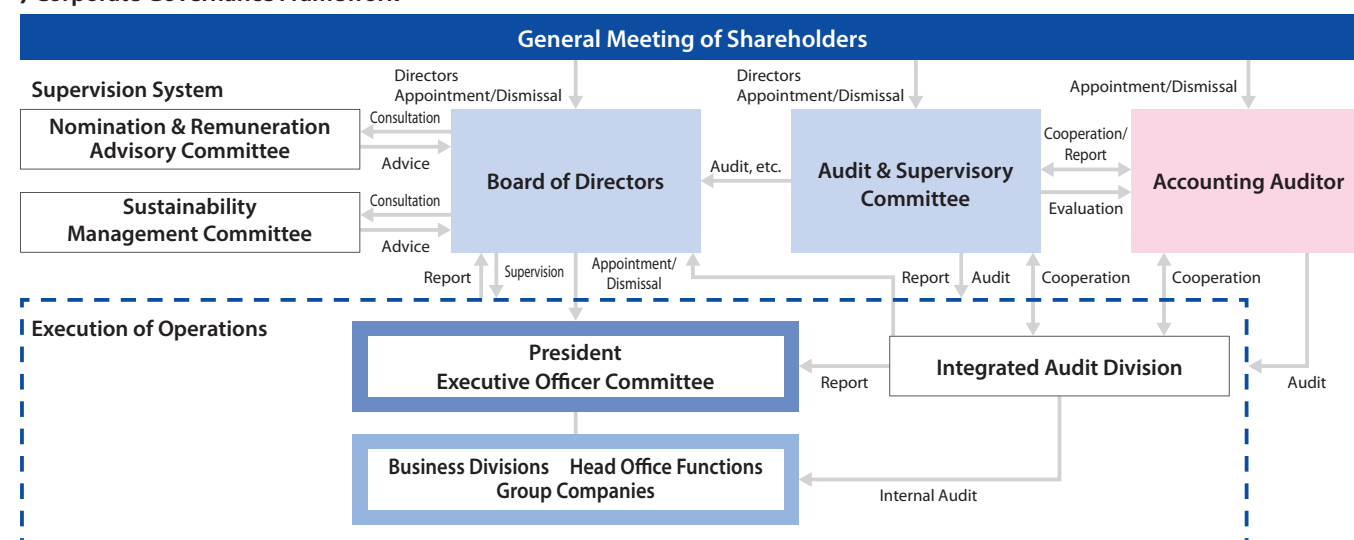 Corporate Governance Framework
General Meeting of Shareholders
Supervision System
Directors
Appointment/Dismissal
Directors
Appointment/Dismissal
Appointment/Dismissal
Nomination & Remuneration
Advisory Committee
Consultation
Advice
Sustainability
Management Committee
Consultation
Advice
Board of Directors
Audit, etc.
Audit & Supervisory
Committee
Cooperation/
Report
Evaluation
Accounting Auditor
Report
Supervision
Appointment/
Dismissal
Report
Audit
Cooperation
Cooperation
Execution of Operations
President
Executive Officer Committee
Report
Integrated Audit Division
Audit
Business Divisions Head Office Functions
Group Companies
Internal Audit